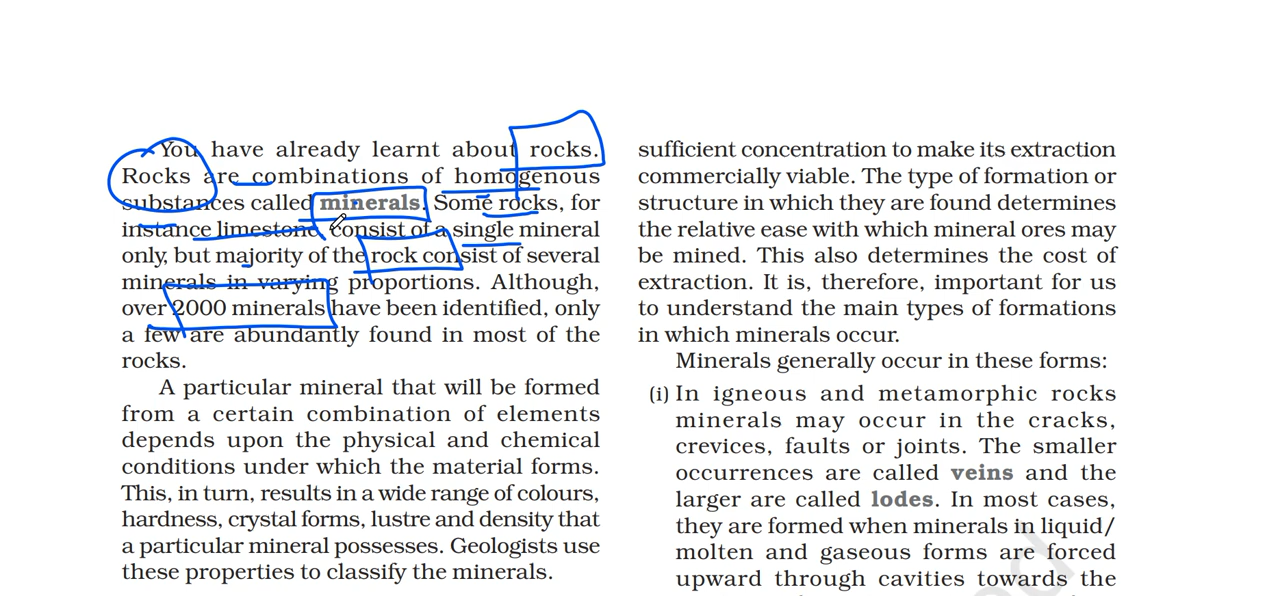 You have already learnt about rocks.
Rocks are combinations of homogenous
substances called minerals. Some rocks, for
instance limestone, consist of a single mineral
only, but majority of the rock consist of several
minerals in varying proportions. Although,
over 2000 minerals have been identified, only
a few are abundantly found in most of the
rocks.
A particular mineral that will be formed
from a certain combination of elements
depends upon the physical and chemical
conditions under which the material forms.
This, in turn, results in a wide range of colours,
hardness, crystal forms, lustre and density that
a particular mineral possesses. Geologists use
these properties to classify the minerals.
sufficient concentration to make its extraction
commercially viable. The type of formation or
structure in which they are found determines
the relative ease with which mineral ores may
be mined. This also determines the cost of
extraction. It is, therefore, important for us
to understand the main types of formations
in which minerals occur.
Minerals generally occur in these forms:
(i) In igneous and metamorphic rocks
minerals may occur in the cracks,
crevices, faults or joints. The smaller
occurrences are called veins and the
larger are called lodes. In most cases,
they are formed when minerals in liquid/
molten and gaseous forms are forced
upward through cavities towards the